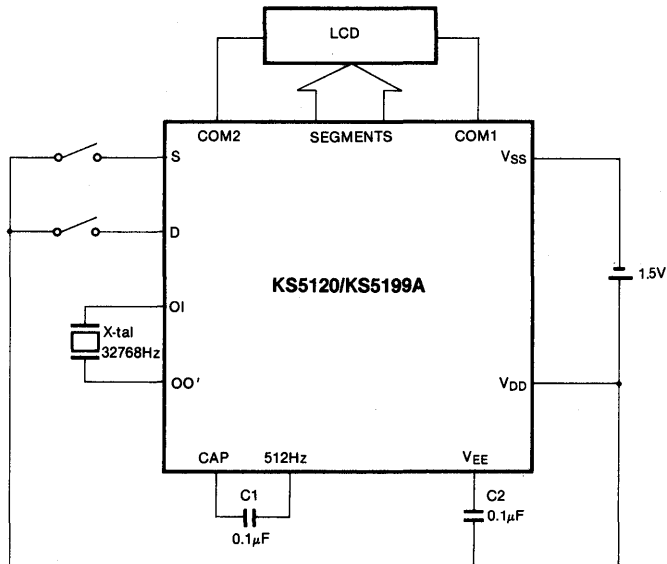 LCD
COM2 SEGMENTS COM1
S
VSS
D
1.5V
KS5120/KS5199A
OI
X-tal
32768Hz
OO'
VDD
CAP 512Hz VEE
C1
0.1μF
C2
0.1μF